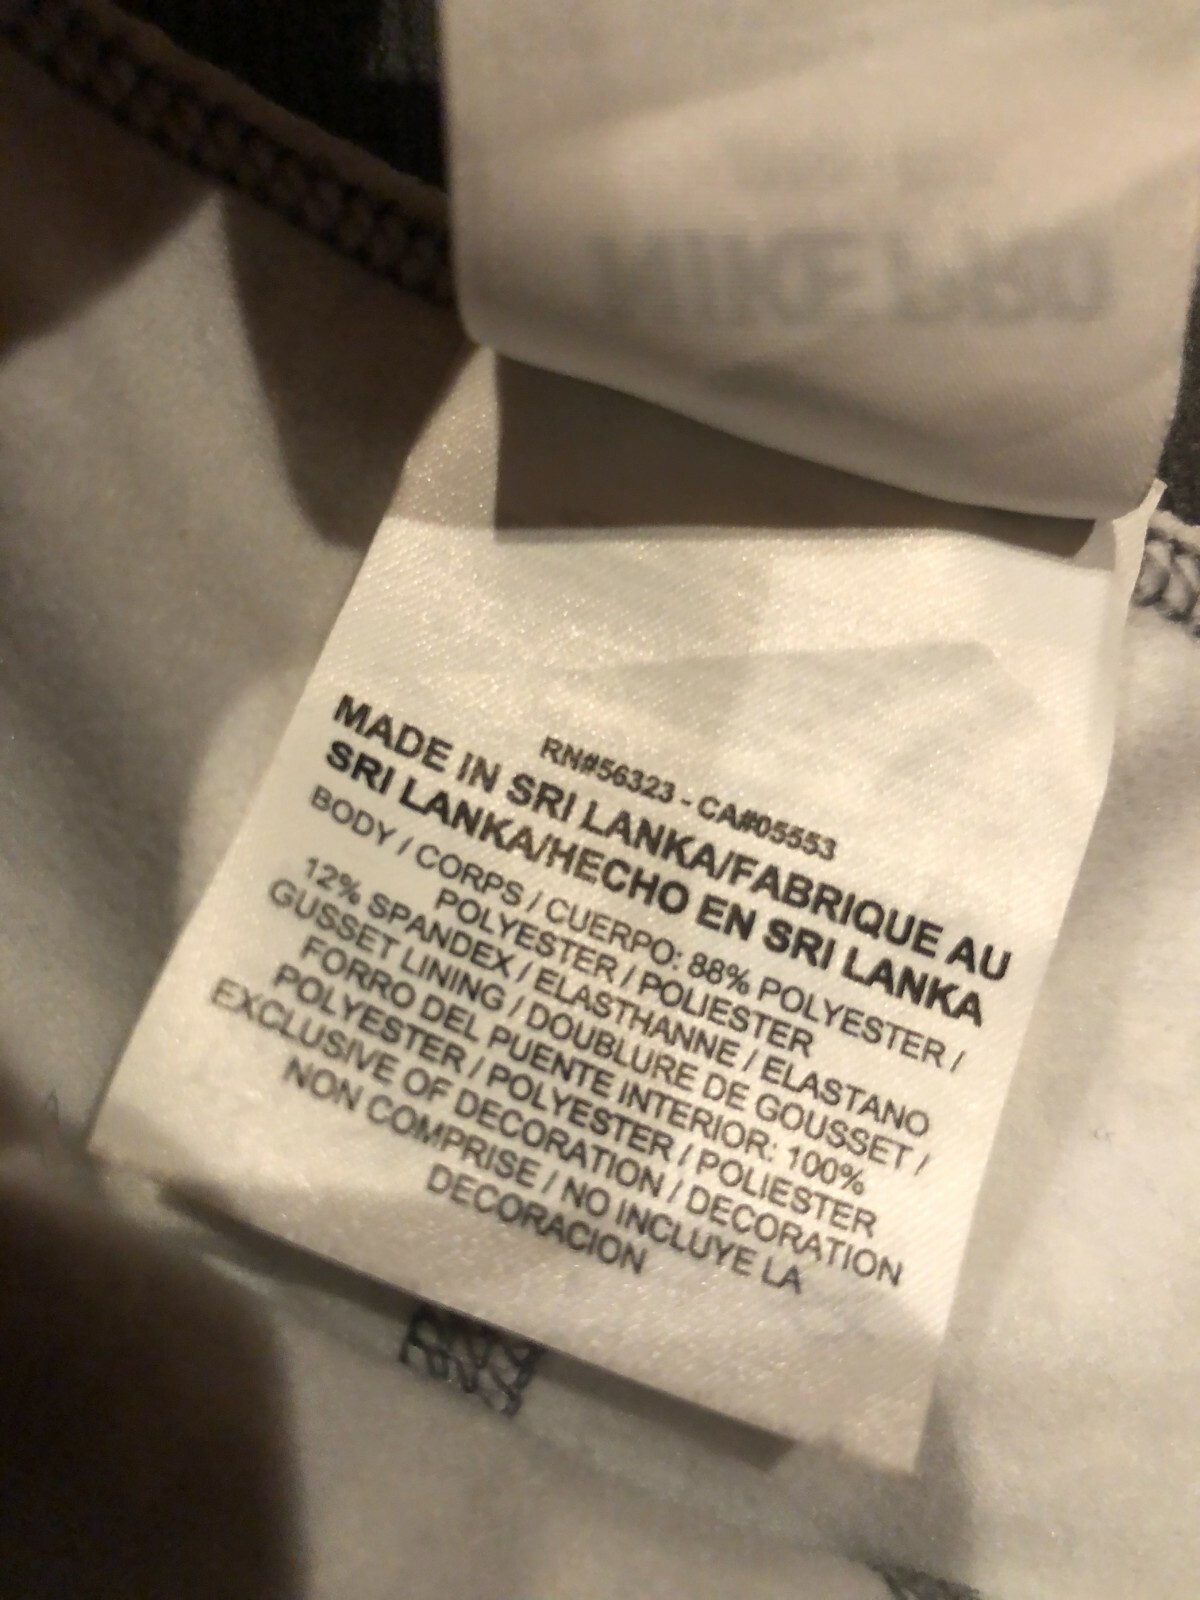 RN#56323 - CA#05553
MADE IN SRI LANKA/FABRIQUE AU
SRI LANKA/HECHO EN SRI LANKA
BODY / CORPS / CUERPO: 88% POLYESTER /
POLYESTER / POLIESTER
12% SPANDEX / ELASTHANNE / ELASTANO
GUSSET LINING / DOUBLURE DE GOUSSET /
FORRO DEL PUENTE INTERIOR: 100%
POLYESTER / POLYESTER / POLIESTER
EXCLUSIVE OF DECORATION / DECORATION
NON COMPRISE / NO INCLUYE LA
DECORACION